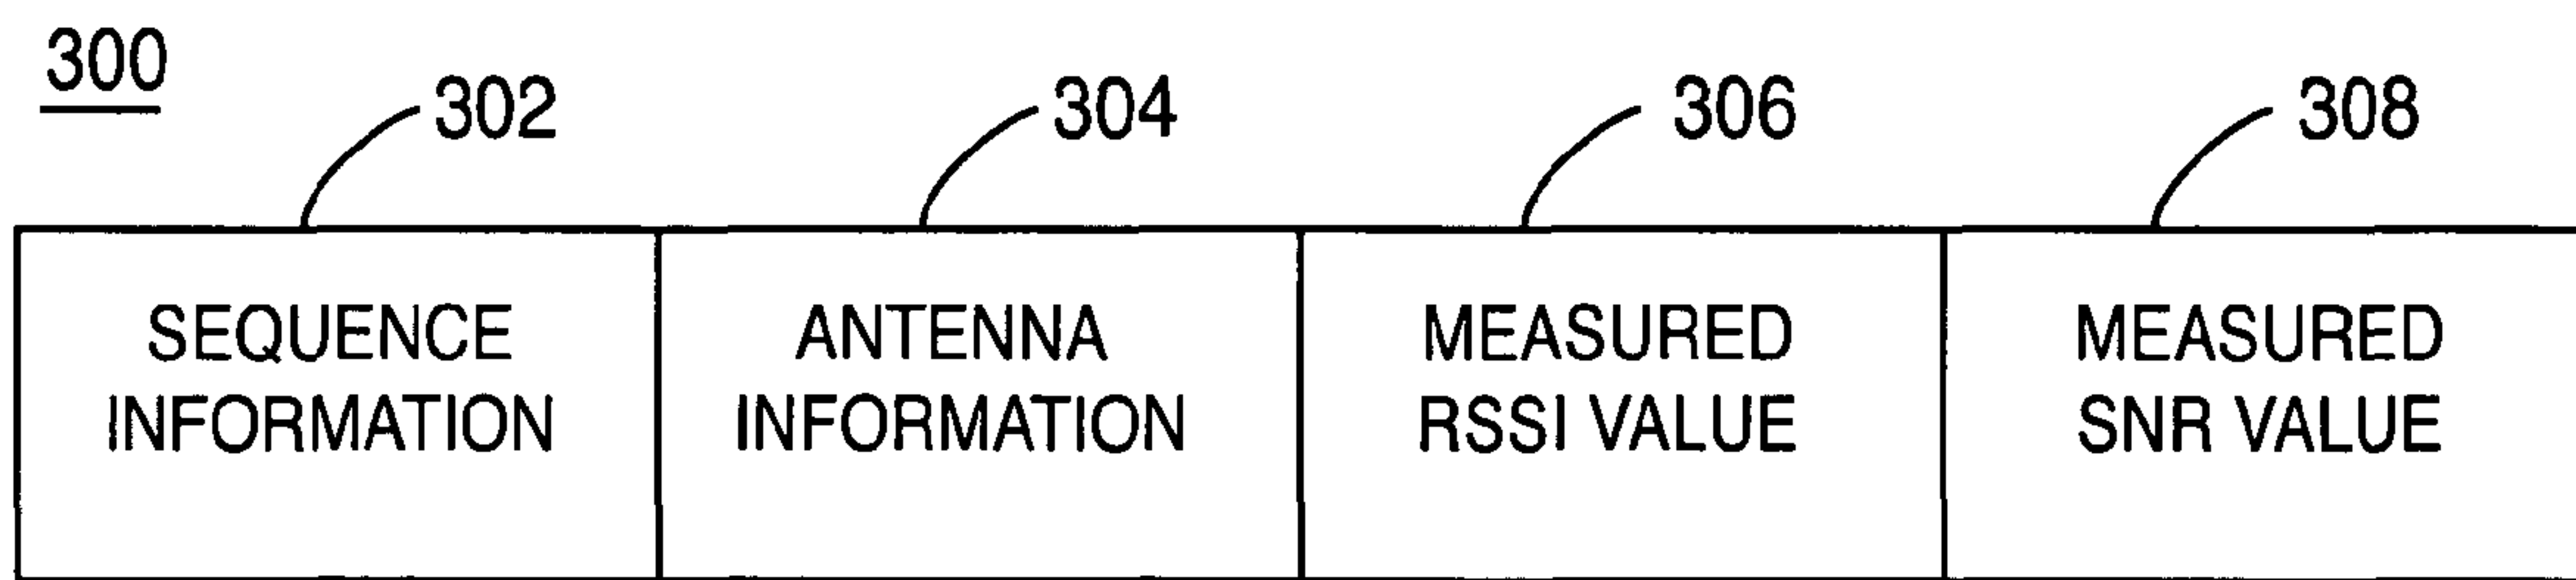 300
302
304
306
308
SEQUENCE
INFORMATION
ANTENNA
INFORMATION
MEASURED
RSSI VALUE
MEASURED
SNR VALUE